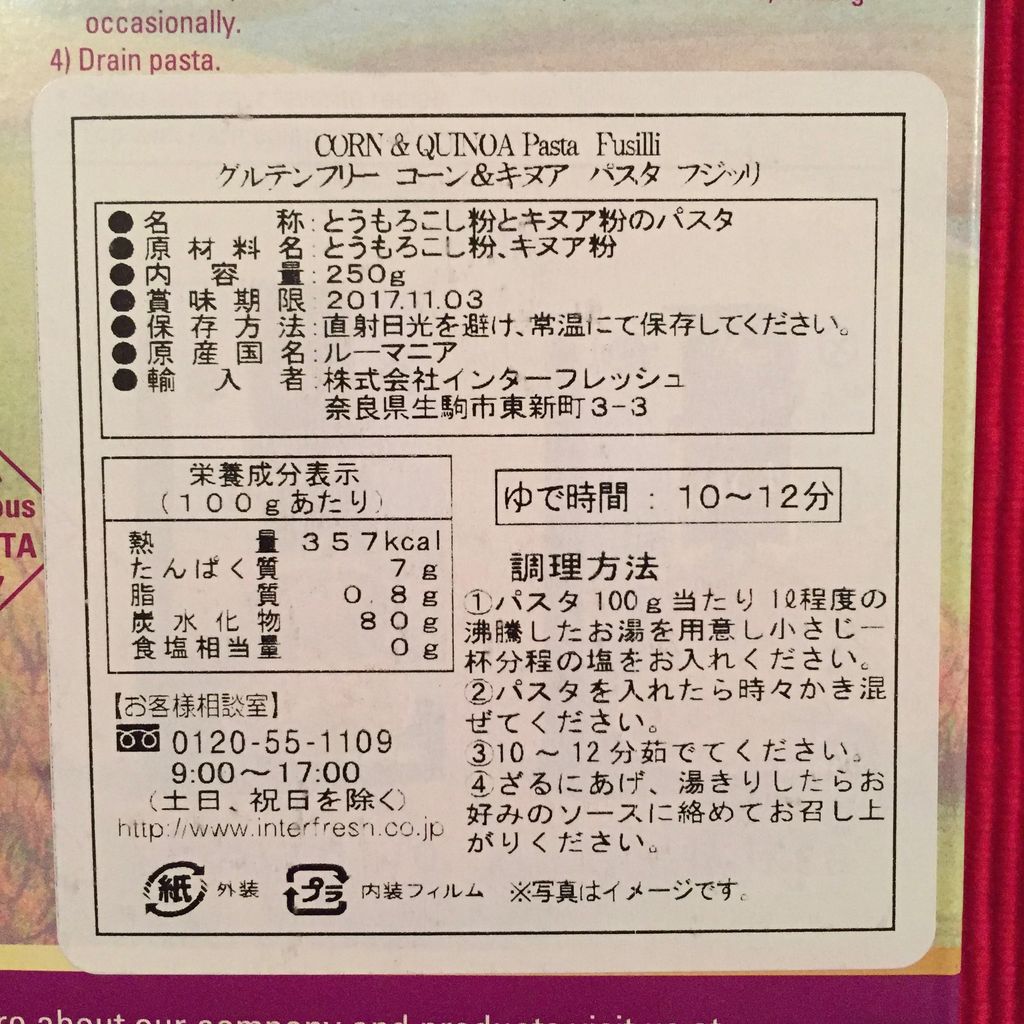 occasionally.
4) Drain pasta.
CORN & QUINOA Pasta Fusilli
グルテンフリー コーン&キヌア パスタ フジッリ
●名称:とうもろこし粉とキヌア粉のパスタ
●原材料名:とうもろこし粉、キヌア粉
●内容量:250g
●賞味期限:2017.11.03
●保存方法:直射日光を避け、常温にて保存してください。
●原産国名:ルーマニア
●輸入者:株式会社インターフレッシュ
奈良県生駒市東新町3-3
栄養成分表示
(100gあたり)
熱量 357kcal
たんぱく質 7g
脂質 0.8g
炭水化物 80g
食塩相当量 0g
【お客様相談室】
0120-55-1109
9:00~17:00
(土日、祝日を除く)
http://www.interfresh.co.jp
ゆで時間 : 10~12分
調理方法
①パスタ 100g当たり 1ℓ程度の
沸騰したお湯を用意し小さじ一
杯分程の塩をお入れください。
②パスタを入れたら時々かき混
ぜてください。
③10~12分茹でてください。
④ざるにあげ、湯きりしたらお
好みのソースに絡めてお召し上
がりください。
紙 外装 プラ 内装フィルム ※写真はイメージです。
TA
about our company and products visit us at